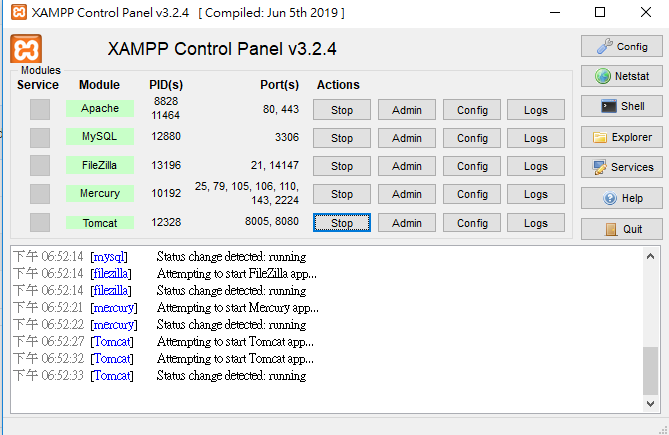 XAMPP Control Panel v3.2.4 [ Compiled: Jun 5th 2019 ]
XAMPP Control Panel v3.2.4
Config
Modules
Service Module PID(s) Port(s) Actions
Netstat
Apache 8828 11464 80, 443 Stop Admin Config Logs
Shell
MySQL 12880 3306 Stop Admin Config Logs
Explorer
FileZilla 13196 21, 14147 Stop Admin Config Logs
Services
Mercury 10192 25, 79, 105, 106, 110, 143, 2224 Stop Admin Config Logs
Help
Tomcat 12328 8005, 8080 Stop Admin Config Logs
Quit
下午 06:52:14 [mysql] Status change detected: running
下午 06:52:14 [filezilla] Attempting to start FileZilla app...
下午 06:52:14 [filezilla] Status change detected: running
下午 06:52:21 [mercury] Attempting to start Mercury app...
下午 06:52:22 [mercury] Status change detected: running
下午 06:52:27 [Tomcat] Attempting to start Tomcat app...
下午 06:52:32 [Tomcat] Attempting to start Tomcat app...
下午 06:52:33 [Tomcat] Status change detected: running